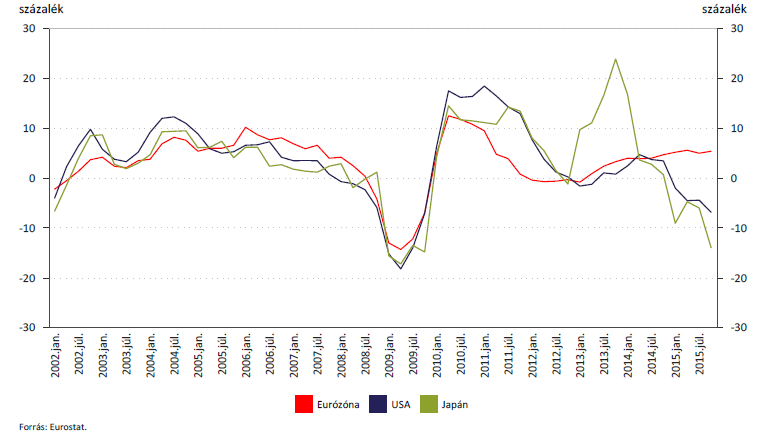 százalék százalék
30 30
20 20
10 10
0 0
-10 -10
-20 -20
-30 -30
2002.jan. 2002.júl. 2003.jan. 2003.júl. 2004.jan. 2004.júl. 2005.jan. 2005.júl. 2006.jan. 2006.júl. 2007.jan. 2007.júl. 2008.jan. 2008.júl. 2009.jan. 2009.júl. 2010.jan. 2010.júl. 2011.jan. 2011.júl. 2012.jan. 2012.júl. 2013.jan. 2013.júl. 2014.jan. 2014.júl. 2015.jan. 2015.júl.
Eurózóna USA Japán
Forrás: Eurostat.